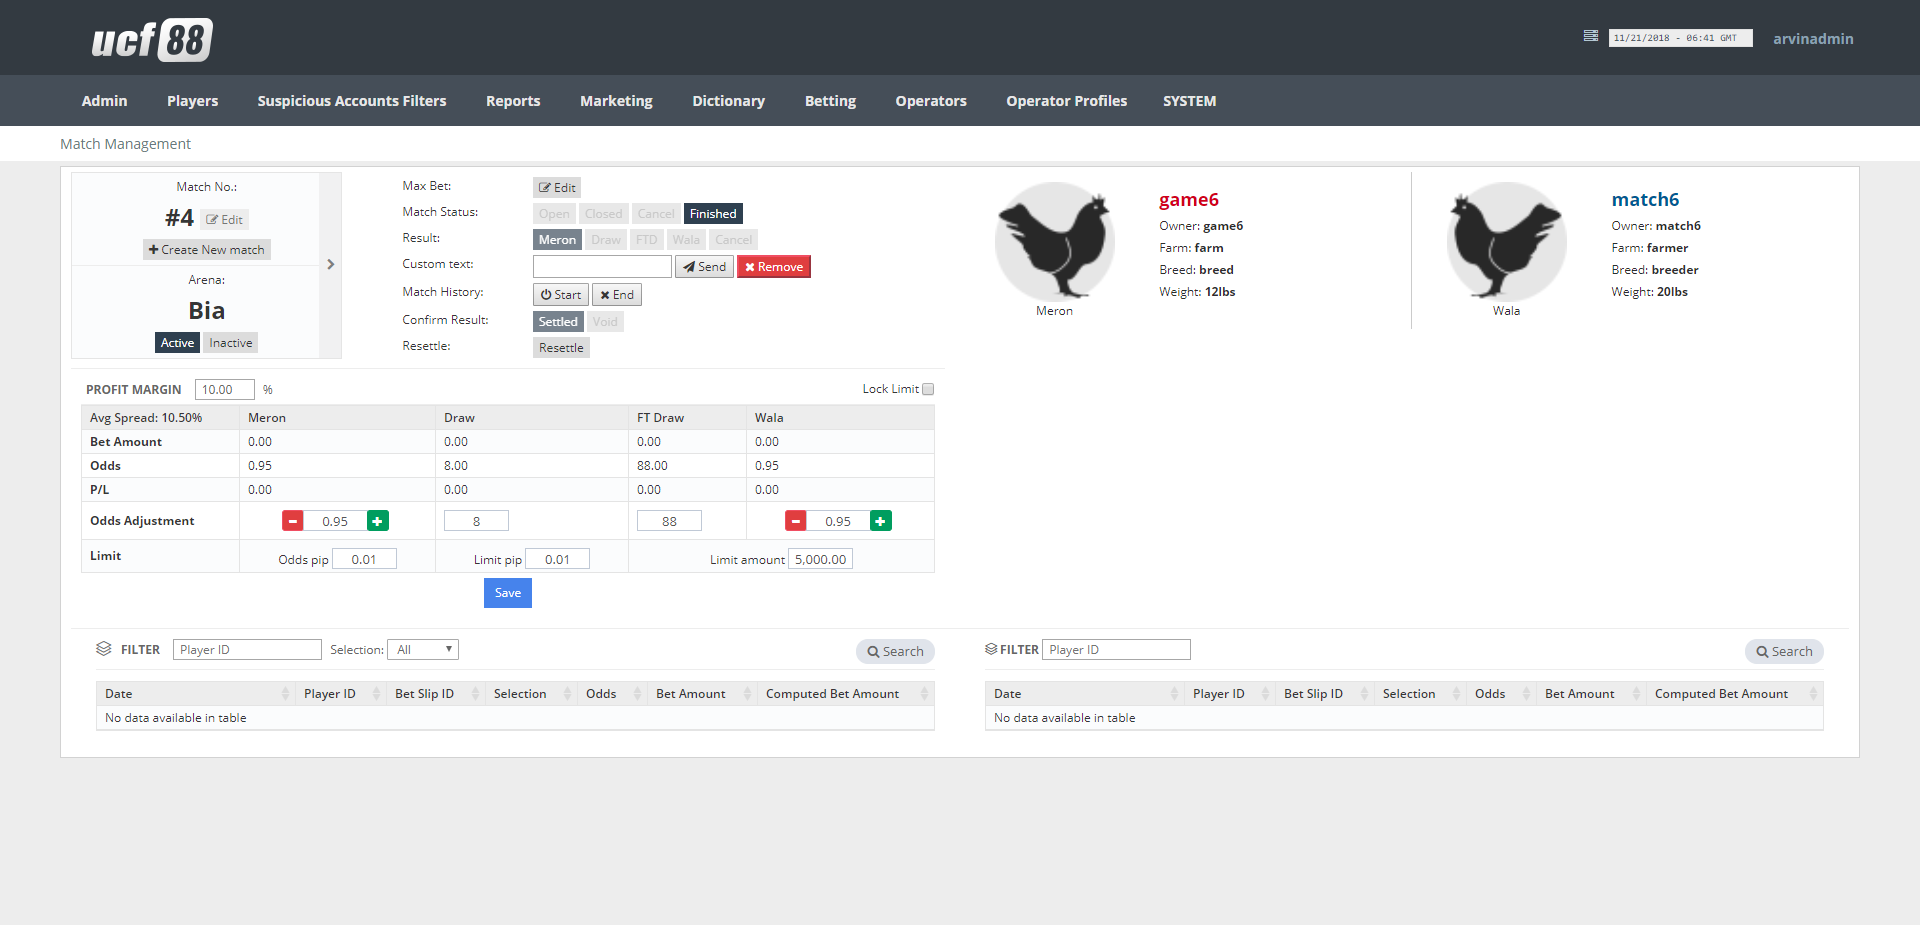 ucf88
11/21/2018 - 06:41 GMT
arvinadmin
Admin Players Suspicious Accounts Filters Reports Marketing Dictionary Betting Operators Operator Profiles SYSTEM
Match Management
Match No.:
#4 Edit
Create New match
Arena:
Bia
Active Inactive
Max Bet: Edit
Match Status: Open Closed Cancel Finished
Result: Meron Draw FTD Wala Cancel
Custom text: Send Remove
Match History: Start End
Confirm Result: Settled Void
Resettle: Resettle
Meron
game6
Owner: game6
Farm: farm
Breed: breed
Weight: 12lbs
Wala
match6
Owner: match6
Farm: farmer
Breed: breeder
Weight: 20lbs
PROFIT MARGIN 10.00 %
Lock Limit
Avg Spread: 10.50% Meron Draw FT Draw Wala
Bet Amount 0.00 0.00 0.00 0.00
Odds 0.95 8.00 88.00 0.95
P/L 0.00 0.00 0.00 0.00
Odds Adjustment 0.95 8 88 0.95
Limit Odds pip 0.01 Limit pip 0.01 Limit amount 5,000.00
Save
FILTER Player ID Selection: All Search
Date Player ID Bet Slip ID Selection Odds Bet Amount Computed Bet Amount
No data available in table
FILTER Player ID Search
Date Player ID Bet Slip ID Selection Odds Bet Amount Computed Bet Amount
No data available in table